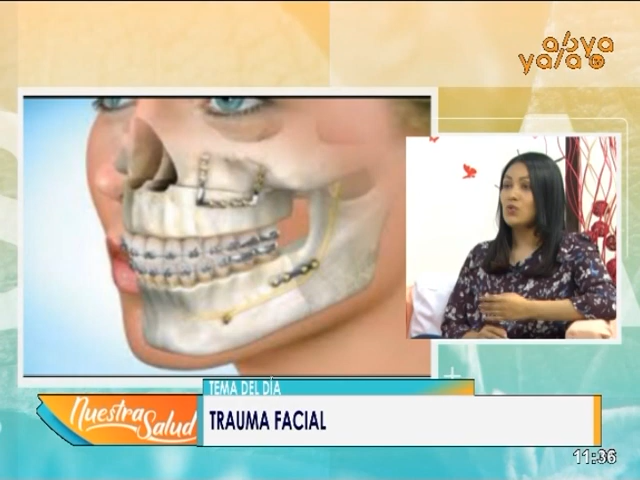 abya
yala
TEMA DEL DÍA
Nuestra Salud
TRAUMA FACIAL
11:36